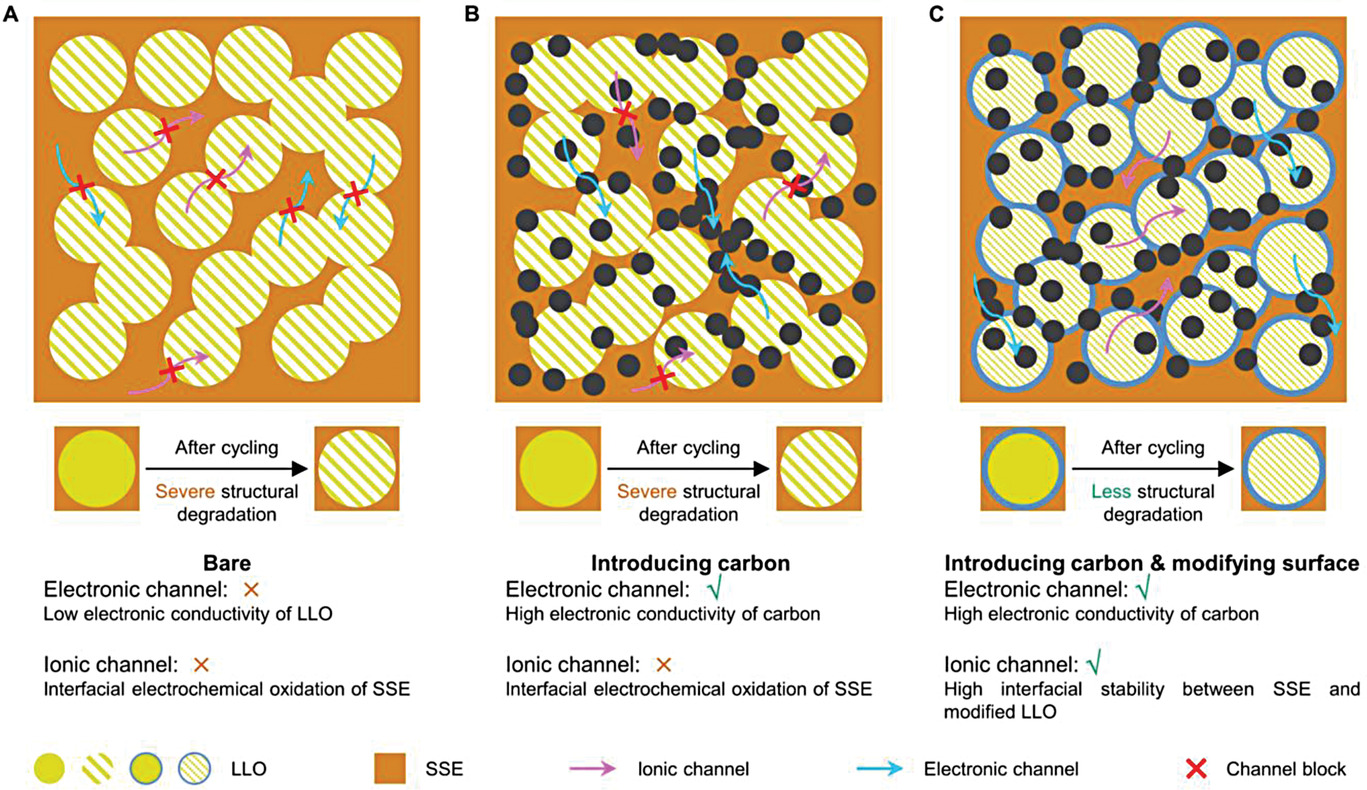 A
B
C
After cycling
Severe structural
degradation
After cycling
Severe structural
degradation
After cycling
Less structural
degradation
Bare
Electronic channel: ×
Low electronic conductivity of LLO
Ionic channel: ×
Interfacial electrochemical oxidation of SSE
Introducing carbon
Electronic channel: √
High electronic conductivity of carbon
Ionic channel: ×
Interfacial electrochemical oxidation of SSE
Introducing carbon & modifying surface
Electronic channel: √
High electronic conductivity of carbon
Ionic channel: √
High interfacial stability between SSE and
modified LLO
LLO
SSE
Ionic channel
Electronic channel
Channel block